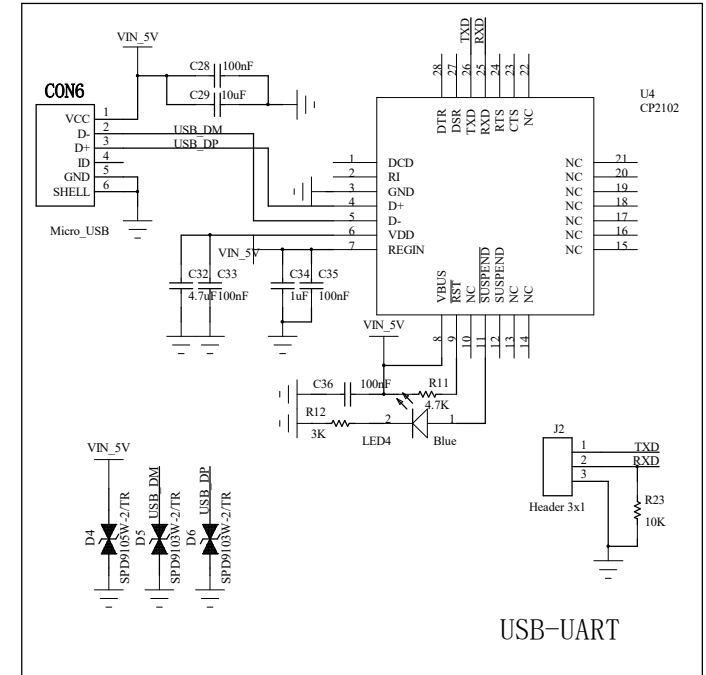 TXD
RXD
VIN_5V
C28 100nF
C29 10uF
CON6
VCC 1
D- 2
D+ 3
ID 4
GND 5
SHELL 6
Micro_USB
USB_DM
USB_DP
28 27 26 25 24 23 22
DTR DSR TXD RXD RTS CTS NC
U4
CP2102
1 DCD
2 RI
3 GND
4 D+
5 D-
6 VDD
7 REGIN
NC 21
NC 20
NC 19
NC 18
NC 17
NC 16
NC 15
VBUS RST NC SUSPEND SUSPEND NC NC
8 9 10 11 12 13 14
VIN_5V
C32 C33 C34 C35
4.7uF 100nF 1uF 100nF
VIN_5V
C36 100nF R11
4.7K
R12
3K
2 1
LED4 Blue
J2
1 TXD
2 RXD
3
Header 3x1
R23
10K
VIN_5V
USB_DM
USB_DP
D4
SPD9105W-2/TR
D5
SPD9103W-2/TR
D6
SPD9103W-2/TR
USB-UART